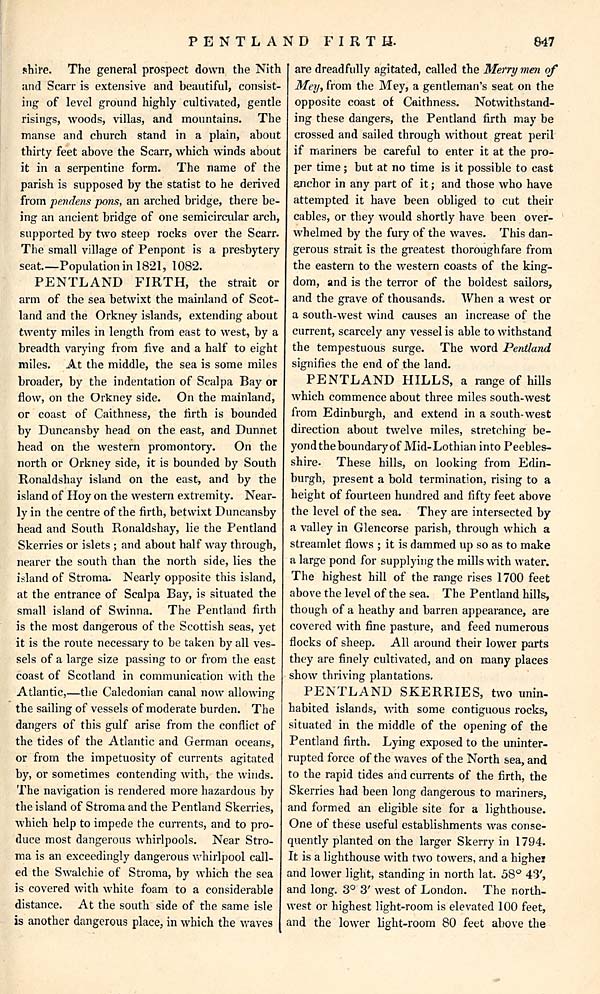 PENTLAND FIRTH.
847
shire. The general prospect down the Nith
and Scarr is extensive and beautiful, consist-
ing of level ground highly cultivated, gentle
risings, woods, villas, and mountains. The
manse and church stand in a plain, about
thirty feet above the Scarr, which winds about
it in a serpentine form. The name of the
parish is supposed by the statist to he derived
from pendens pons, an arched bridge, there be-
ing an ancient bridge of one semicircular arch,
supported by two steep rocks over the Scarr.
The small village of Penpont is a presbytery
seat.—Population in 1821, 1082.
PENTLAND FIRTH, the strait or
arm of the sea betwixt the mainland of Scot-
land and the Orkney islands, extending about
twenty miles in length from east to west, by a
breadth varying from five and a half to eight
miles. At the middle, the sea is some miles
broader, by the indentation of Scalpa Bay or
flow, on the Orkney side. On the mainland,
or coast of Caithness, the firth is bounded
by Duncansby head on the east, and Dunnet
head on the western promontory. On the
north or Orkney side, it is bounded by South
Ronaldshay island on the east, and by the
island of Hoy on the western extremity. Near-
ly in the centre of the firth, betwixt Duncansby
head and South Ronaldshay, lie the Pentland
Skerries or islets; and about half way through,
nearer the south than the north side, lies the
island of Stroma. Nearly opposite this island,
at the entrance of Scalpa Bay, is situated the
small island of Swinna. The Pentland firth
is the most dangerous of the Scottish seas, yet
it is the route necessary to be taken by all ves-
sels of a large size passing to or from the east
coast of Scotland in communication with the
Atlantic,—the Caledonian canal now allowing
the sailing of vessels of moderate burden. The
dangers of this gulf arise from the conflict of
the tides of the Atlantic and German oceans,
or from the impetuosity of currents agitated
by, or sometimes contending with, the winds.
The navigation is rendered more hazardous by
the island of Stroma and the Pentland Skerries,
which help to impede the currents, and to pro-
duce most dangerous whirlpools. Near Stro-
ma is an exceedingly dangerous whirlpool call-
ed the Swalchie of Stroma, by which the sea
is covered with white foam to a considerable
distance. At the south side of the same isle
is another dangerous place, in which the waves
are dreadfully agitated, called the Merry men of
Mey, from the Mey, a gentleman's seat on the
opposite coast of Caithness. Notwithstand-
ing these dangers, the Pentland firth may be
crossed and sailed through without great peril
if mariners be careful to enter it at the pro-
per time; but at no time is it possible to cast
anchor in any part of it; and those who have
attempted it have been obliged to cut their
cables, or they would shortly have been over-
whelmed by the fury of the waves. This dan-
gerous strait is the greatest thoroughfare from
the eastern to the western coasts of the king-
dom, and is the terror of the boldest sailors,
and the grave of thousands. When a west or
a south-west wind causes an increase of the
current, scarcely any vessel is able to withstand
the tempestuous surge. The word Pentland
signifies the end of the land.
PENTLAND HILLS, a range of hills
which commence about three miles south-west
from Edinburgh, and extend in a south-west
direction about twelve miles, stretching be-
yond the boundary of Mid-Lothian into Peebles-
shire. These hills, on looking from Edin-
burgh, present a bold termination, rising to a
height of fourteen hundred and fifty feet above
the level of the sea. They are intersected by
a valley in Glencorse parish, through which a
streamlet flows; it is dammed up so as to make
a large pond for supplying the mills with water.
The highest hill of the range rises 1700 feet
above the level of the sea. The Pentland hills,
though of a heathy and barren appearance, are
covered with fine pasture, and feed numerous
flocks of sheep. All around their lower parts
they are finely cultivated, and on many places
show thriving plantations.
PENTLAND SKERRIES, two unin-
habited islands, with some contiguous rocks,
situated in the middle of the opening of the
Pentland firth. Lying exposed to the uninter-
rupted force of the waves of the North sea, and
to the rapid tides and currents of the firth, the
Skerries had been long dangerous to mariners,
and formed an eligible site for a lighthouse.
One of these useful establishments was conse-
quently planted on the larger Skerry in 1794.
It is a lighthouse with two towers, and a higher
and lower light, standing in north lat. 58° 43′,
and long. 3° 3′ west of London. The north-
west or highest light-room is elevated 100 feet,
and the lower light-room 80 feet above the